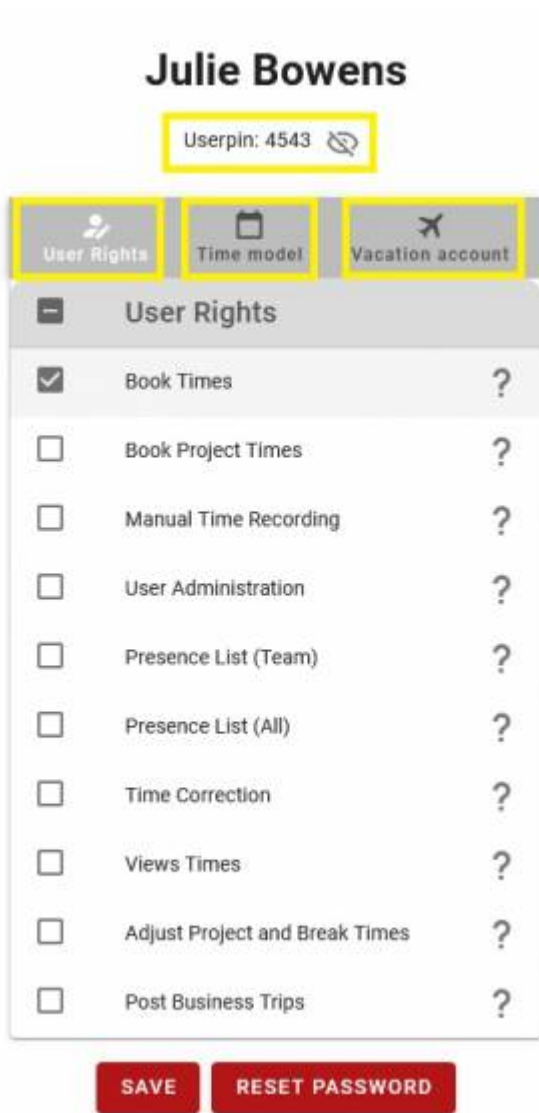 Julie Bowens
Userpin: 4543
User Rights Time model Vacation account
User Rights
Book Times ?
Book Project Times ?
Manual Time Recording ?
User Administration ?
Presence List (Team) ?
Presence List (All) ?
Time Correction ?
Views Times ?
Adjust Project and Break Times ?
Post Business Trips ?
SAVE RESET PASSWORD